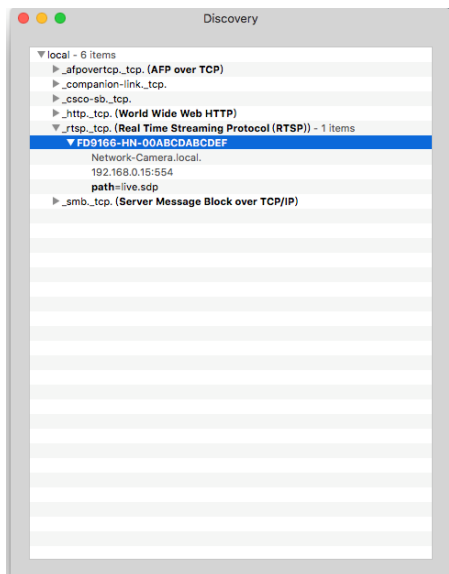 Discovery
local - 6 items
_afpovertcp._tcp. (AFP over TCP)
_companion-link._tcp.
_csco-sb._tcp.
_http._tcp. (World Wide Web HTTP)
_rtsp._tcp. (Real Time Streaming Protocol (RTSP)) - 1 items
FD9166-HN-00ABCDABCDEF
Network-Camera.local.
192.168.0.15:554
path=live.sdp
_smb._tcp. (Server Message Block over TCP/IP)